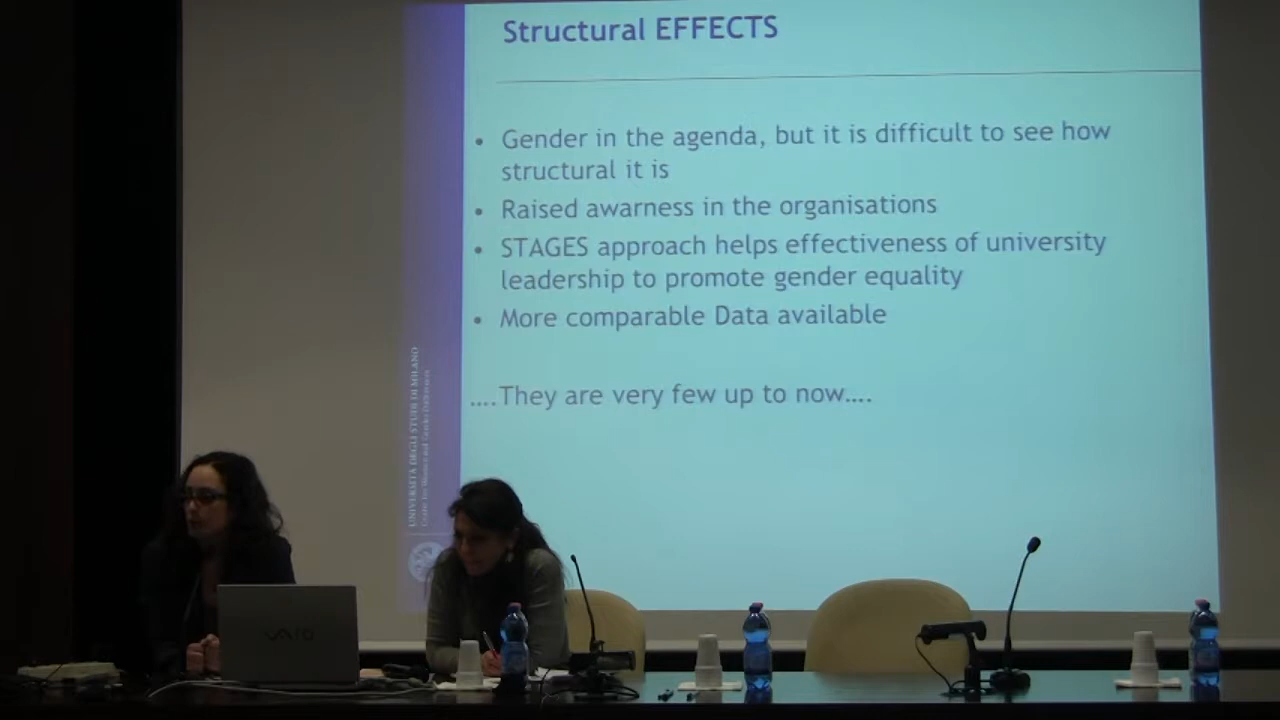 Structural EFFECTS
• Gender in the agenda, but it is difficult to see how
structural it is
• Raised awarness in the organisations
• STAGES approach helps effectiveness of university
leadership to promote gender equality
• More comparable Data available
....They are very few up to now....
UNIVERSITÀ DEGLI STUDI DI MILANO
VAIO